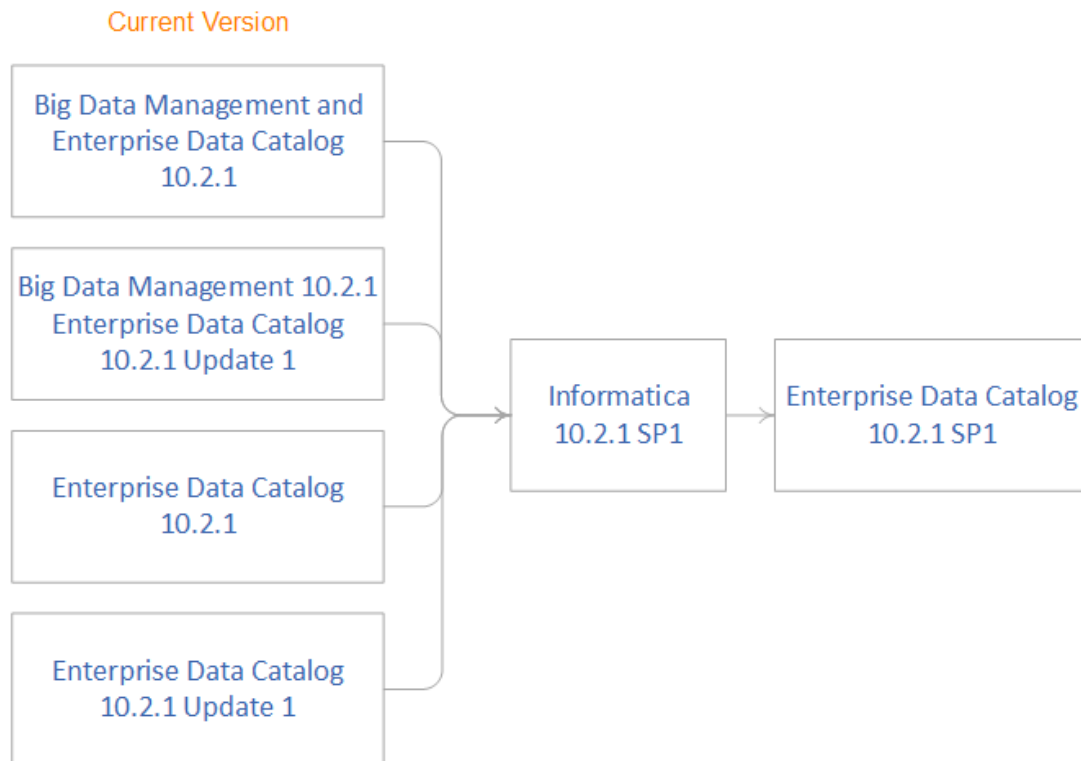 Current Version
Big Data Management and
Enterprise Data Catalog
10.2.1
Big Data Management 10.2.1
Enterprise Data Catalog
10.2.1 Update 1
Enterprise Data Catalog
10.2.1
Enterprise Data Catalog
10.2.1 Update 1
Informatica
10.2.1 SP1
Enterprise Data Catalog
10.2.1 SP1